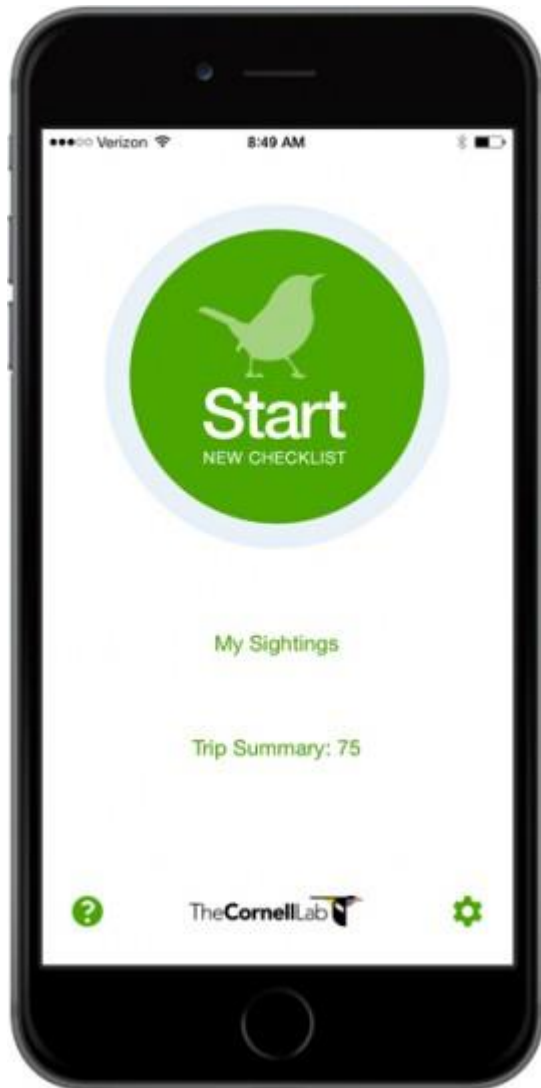 Verizon 8:49 AM
Start
NEW CHECKLIST
My Sightings
Trip Summary: 75
?
TheCornellLab